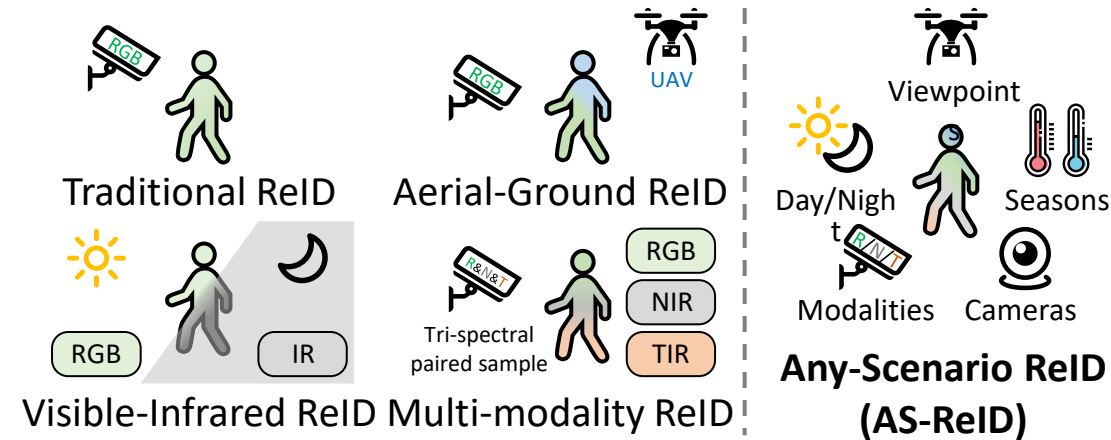 RGB
Traditional ReID
RGB
UAV
Aerial-Ground ReID
RGB
IR
Visible-Infrared ReID
R&N&T
Tri-spectral
paired sample
RGB
NIR
TIR
Multi-modality ReID
Viewpoint
Day/Nigh
t
Seasons
R/N/T
Modalities
Cameras
Any-Scenario ReID
(AS-ReID)